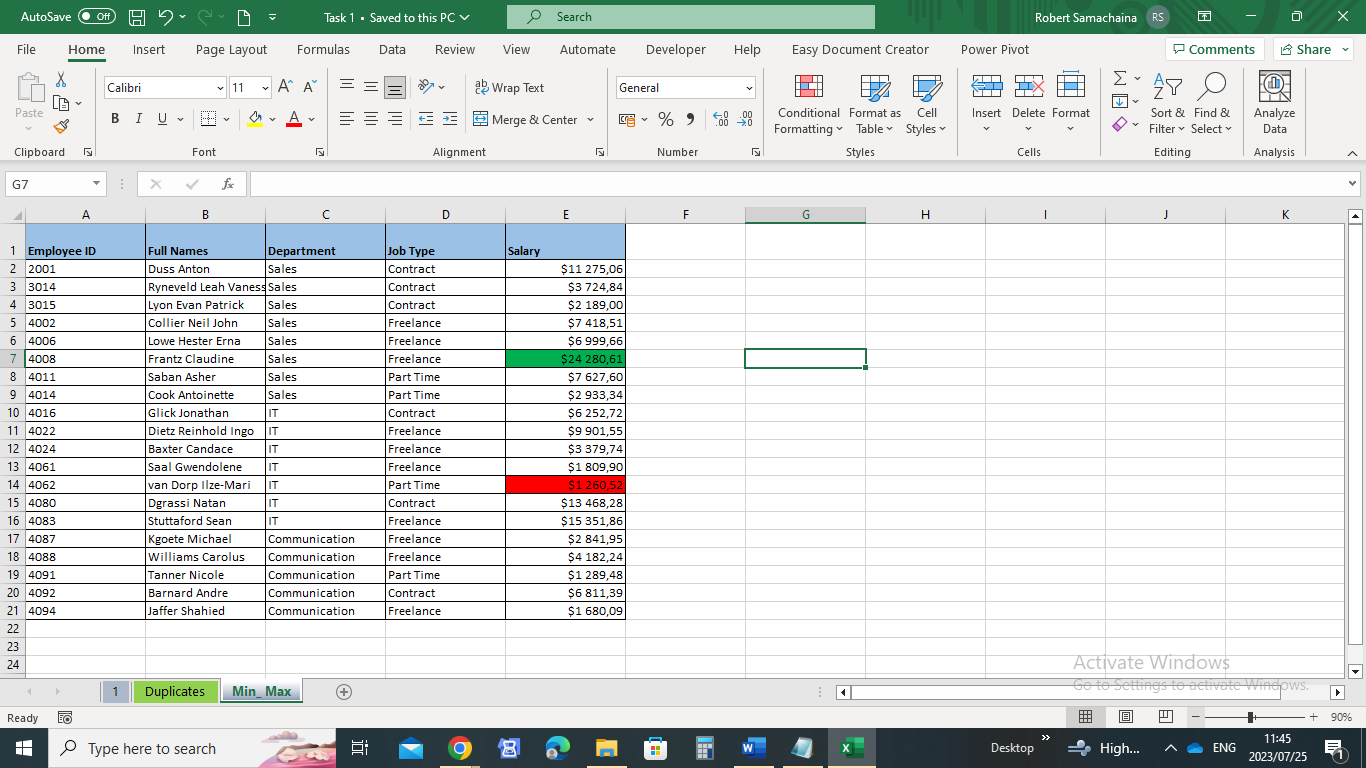 AutoSave Off Task 1 • Saved to this PC Search Robert Samachaina RS
File Home Insert Page Layout Formulas Data Review View Automate Developer Help Easy Document Creator Power Pivot Comments Share
Paste Calibri 11 A A ab Wrap Text General Conditional Formatting Format as Table Cell Styles Insert Delete Format Sort & Filter Find & Select Analyze Data
B I U A Merge & Center % ,
Clipboard Font Alignment Number Styles Cells Editing Analysis
G7 fx
A B C D E F G H I J K
1 Employee ID Full Names Department Job Type Salary
2 2001 Duss Anton Sales Contract $11 275,06
3 3014 Ryneveld Leah Vaness Sales Contract $3 724,84
4 3015 Lyon Evan Patrick Sales Contract $2 189,00
5 4002 Collier Neil John Sales Freelance $7 418,51
6 4006 Lowe Hester Erna Sales Freelance $6 999,66
7 4008 Frantz Claudine Sales Freelance $24 280,61
8 4011 Saban Asher Sales Part Time $7 627,60
9 4014 Cook Antoinette Sales Part Time $2 933,34
10 4016 Glick Jonathan IT Contract $6 252,72
11 4022 Dietz Reinhold Ingo IT Freelance $9 901,55
12 4024 Baxter Candace IT Freelance $3 379,74
13 4061 Saal Gwendolene IT Freelance $1 809,90
14 4062 van Dorp Ilze-Mari IT Part Time $1 260,52
15 4080 Dgrassi Natan IT Contract $13 468,28
16 4083 Stuttaford Sean IT Freelance $15 351,86
17 4087 Kgoete Michael Communication Freelance $2 841,95
18 4088 Williams Carolus Communication Freelance $4 182,24
19 4091 Tanner Nicole Communication Part Time $1 289,48
20 4092 Barnard Andre Communication Contract $6 811,39
21 4094 Jaffer Shahied Communication Freelance $1 680,09
22
23
24
Activate Windows
Go to Settings to activate Windows.
1 Duplicates Min_ Max
Ready 90%
Type here to search Desktop High... ENG 11:45
2023/07/25 1